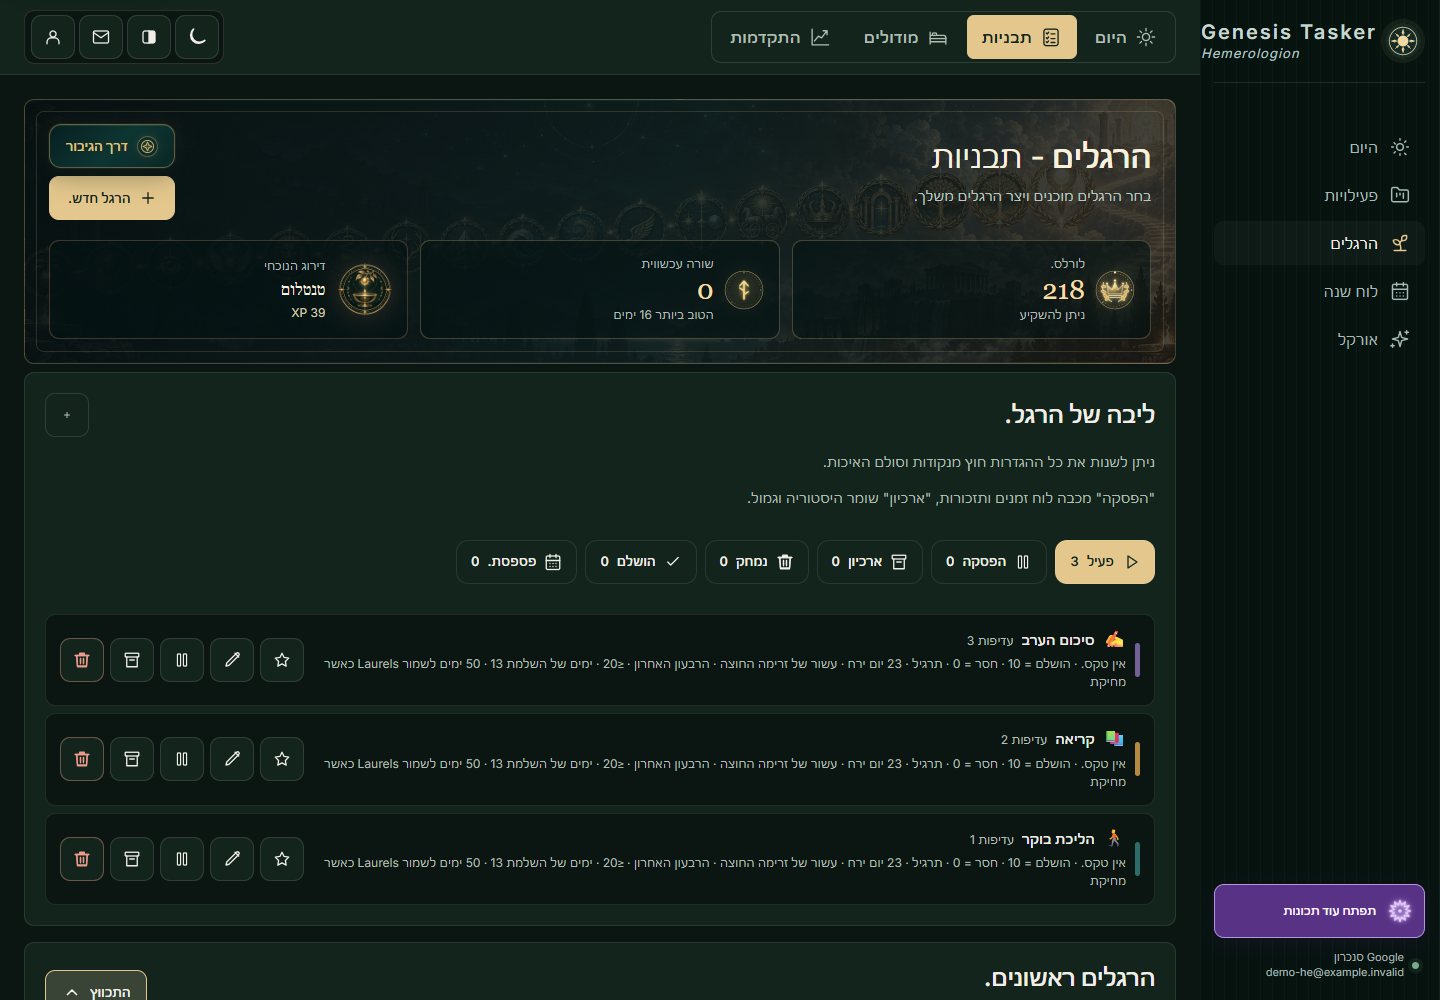 Genesis Tasker
Hemerologion
היום
פעילויות
הרגלים
לוח שנה
אורקל
תפתח עוד תכונות
סנכרון Google
demo-he@example.invalid
היום
תבניות
מודולים
התקדמות
הרגלים - תבניות
בחר הרגלים מוכנים ויצר הרגלים משלך.
דרך הגיבור
הרגל חדש.
לורלס.
218
ניתן להשקיע
שורה עכשווית
0
הטוב ביותר 16 ימים
דירוג הנוכחי
טנטלום
39 XP
ליבה של הרגל.
ניתן לשנות את כל ההגדרות חוץ מנקודות וסולם האיכות.
"הפסקה" מכבה לוח זמנים ותזכורות, "ארכיון" שומר היסטוריה וגמול.
פעיל 3
הפסקה 0
ארכיון 0
נמחק 0
הושלם 0
פספסת. 0
סיכום הערב עדיפות 3
אין טקס. · הושלם = 10 · חסר = 0 · תרגיל · 23 יום ירח · עשור של זרימה החוצה · הרבעון האחרון · ≤20 · ימים של השלמת 13 · 50 ימים לשמור Laurels כאשר
מחיקת
קריאה עדיפות 2
אין טקס. · הושלם = 10 · חסר = 0 · תרגיל · 23 יום ירח · עשור של זרימה החוצה · הרבעון האחרון · ≤20 · ימים של השלמת 13 · 50 ימים לשמור Laurels כאשר
מחיקת
הליכת בוקר עדיפות 1
אין טקס. · הושלם = 10 · חסר = 0 · תרגיל · 23 יום ירח · עשור של זרימה החוצה · הרבעון האחרון · ≤20 · ימים של השלמת 13 · 50 ימים לשמור Laurels כאשר
מחיקת
הרגלים ראשונים.
התכווץ